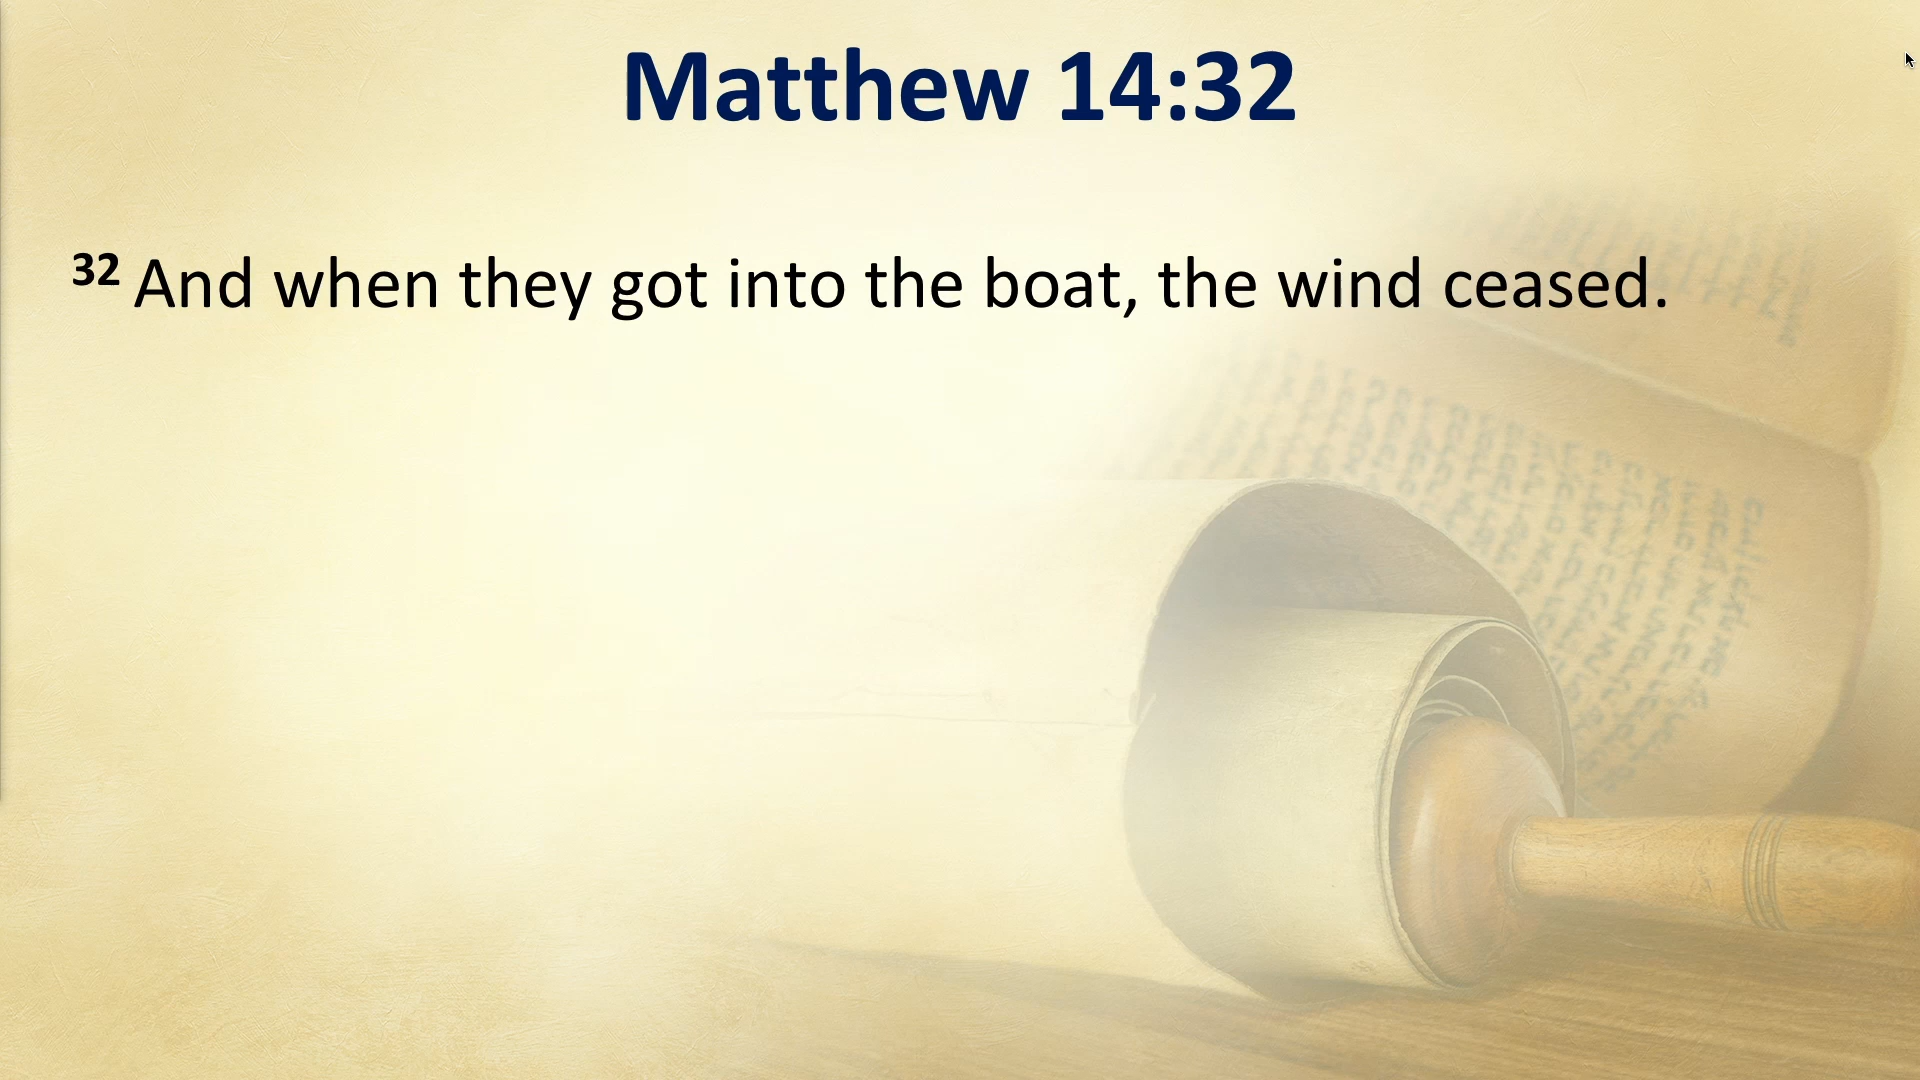 Matthew 14:32
32 And when they got into the boat, the wind ceased.